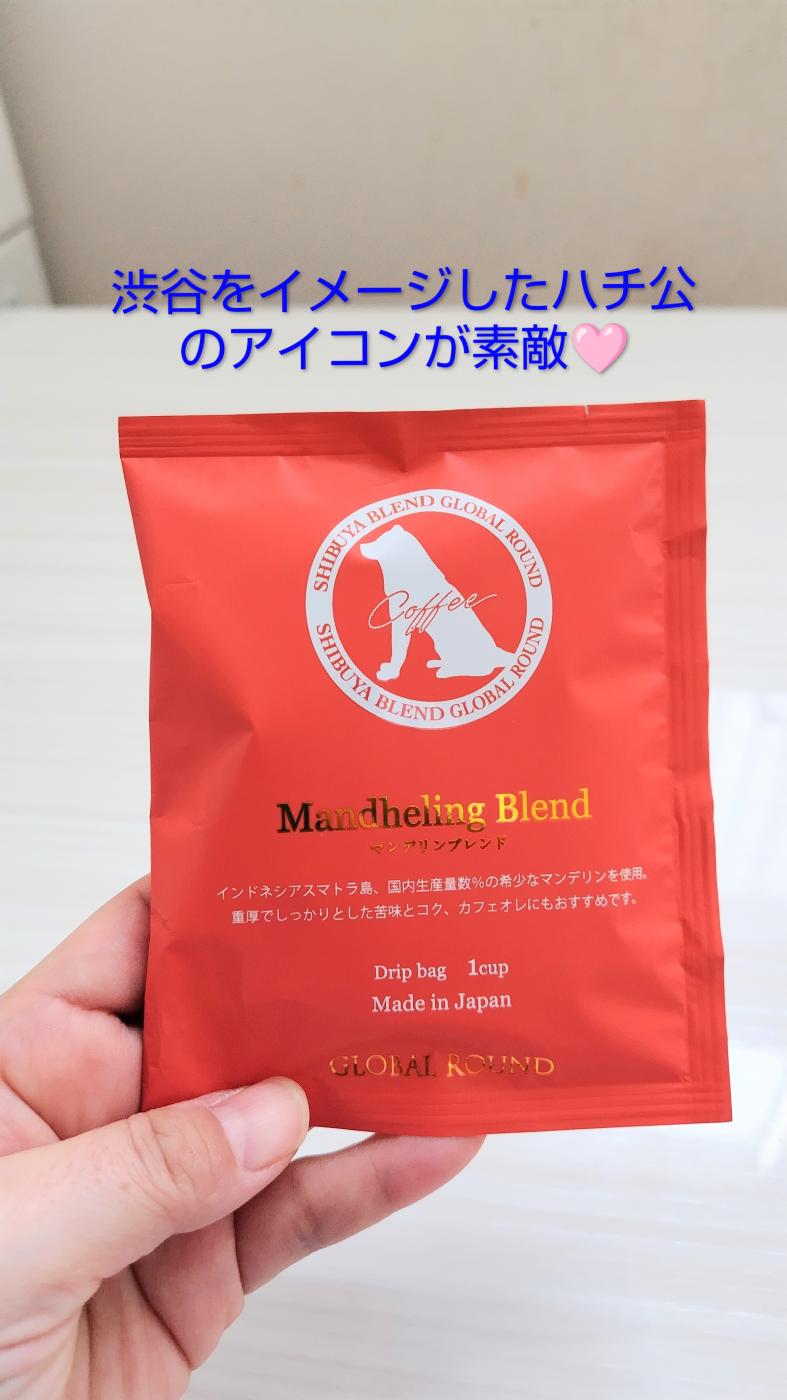 渋谷をイメージしたハチ公
のアイコンが素敵🩷
SHIBUYA BLEND GLOBAL ROUND
Coffee
SHIBUYA BLEND GLOBAL ROUND
Mandheling Blend
マンデリンブレンド
インドネシアスマトラ島、国内生産量数%の希少なマンデリンを使用。
重厚でしっかりとした苦味とコク、カフェオレにもおすすめです。
Drip bag 1cup
Made in Japan
GLOBAL ROUND